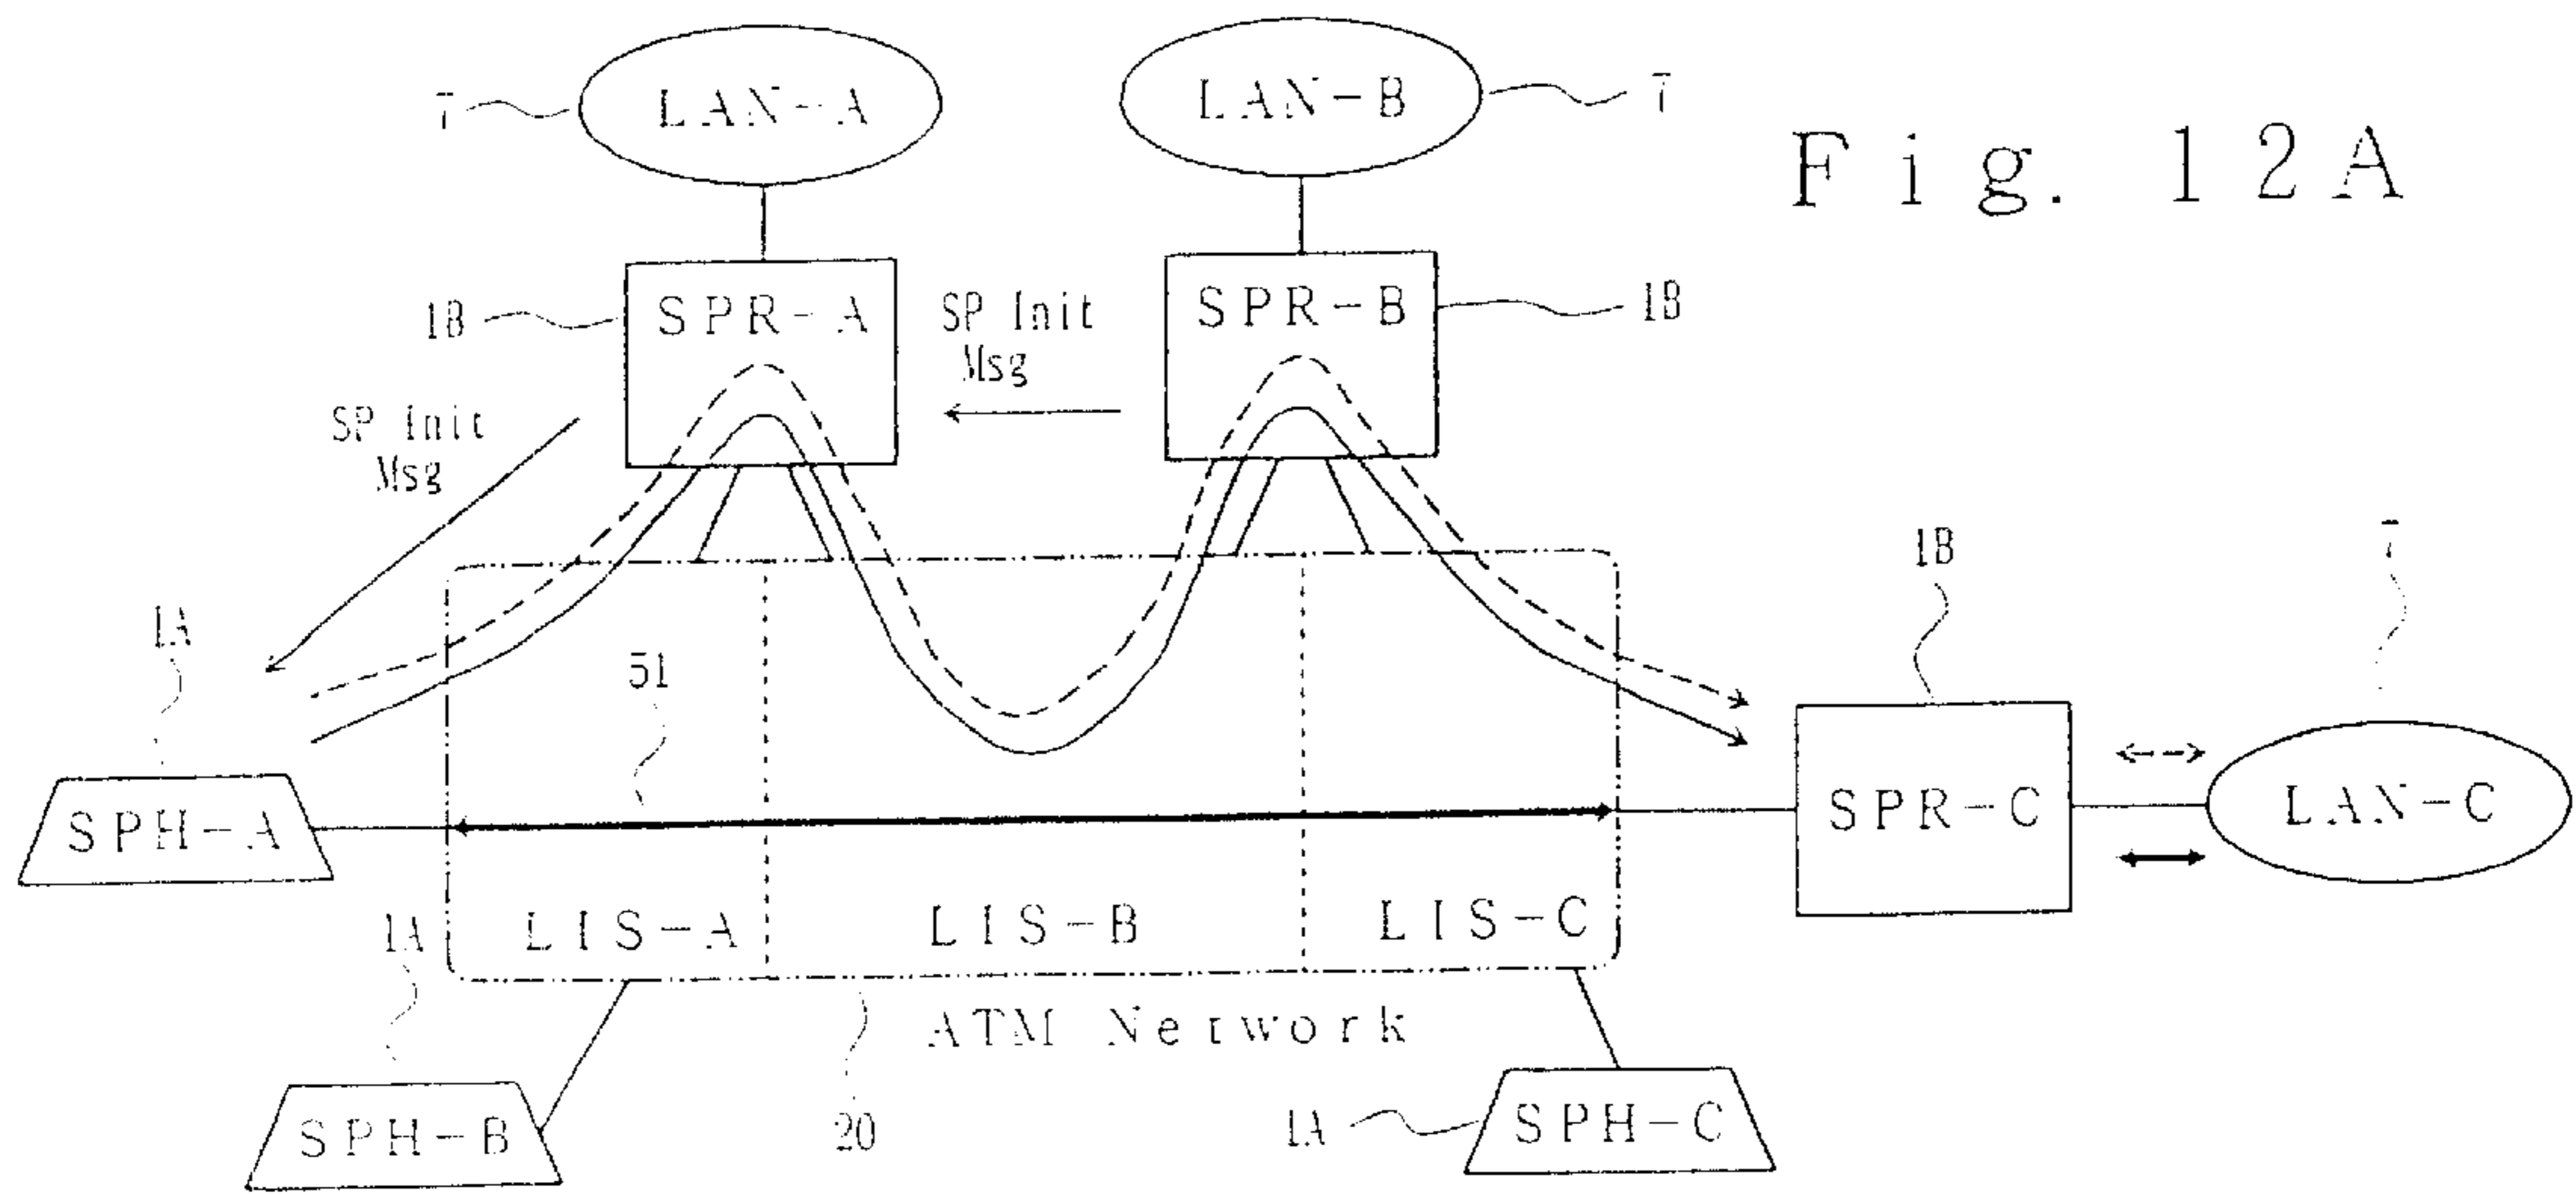 7
LAN-A
LAN-B
7
Fig. 12A
1B
SPR-A
SP Init
Msg
SPR-B
1B
SP Init
Msg
1A
51
1B
7
SPH-A
SPR-C
LAN-C
1A
LIS-A
LIS-B
LIS-C
ATM Network
SPH-B
20
1A
SPH-C